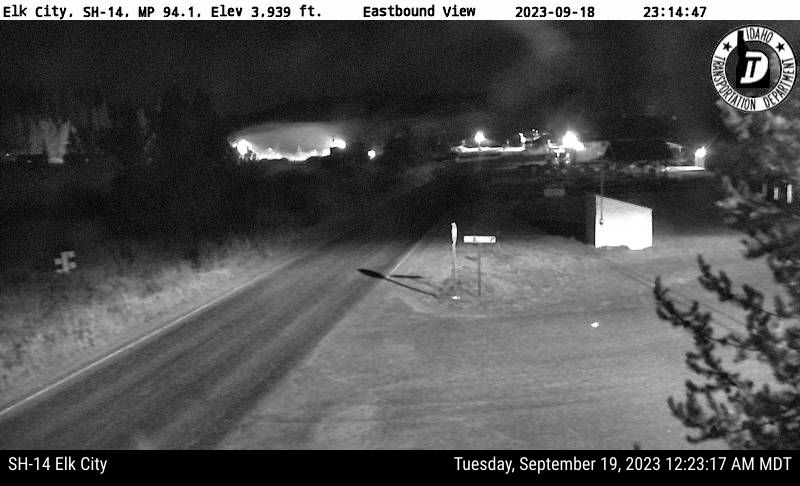 Elk City, SH-14, MP 94.1, Elev 3,939 ft. Eastbound View 2023-09-18 23:14:47
IDAHO
TRANSPORTATION DEPARTMENT
SH-14 Elk City
Tuesday, September 19, 2023 12:23:17 AM MDT